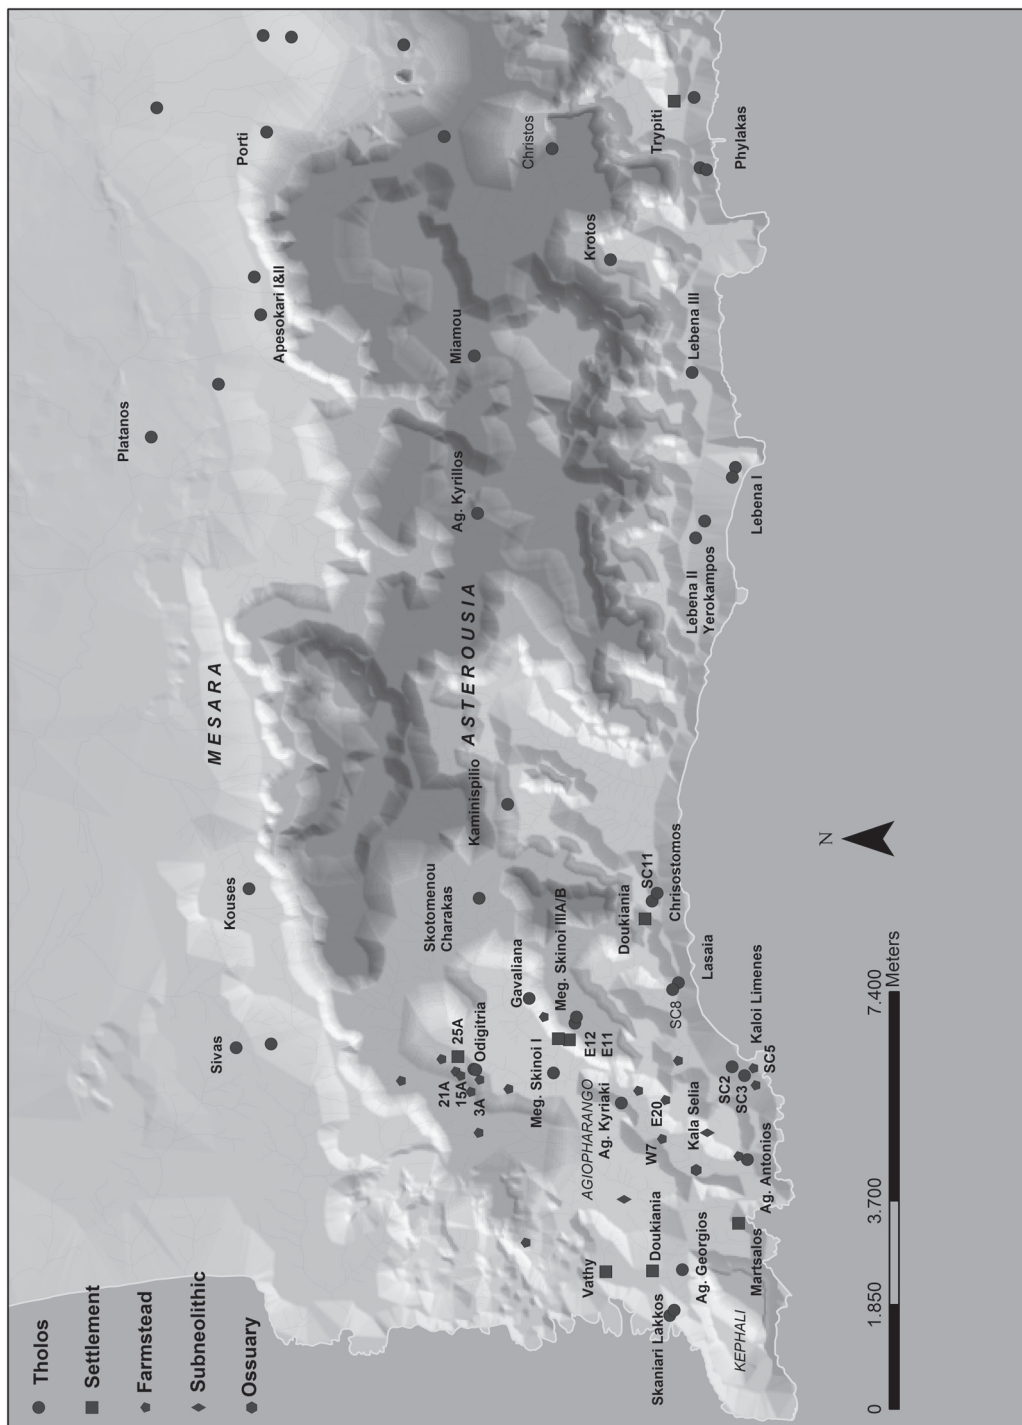 Tholos
Settlement
Farmstead
Subneolithic
Ossuary
MESARA
ASTEROUSIA
AGIOPHARANGO
KEPHALI
Sivas
Kouses
Platanos
Apesokari I&II
Porti
Christos
Trypiti
Phylakas
Krotos
Miamou
Lebena III
Ag. Kyrillos
Lebena I
Lebena II
Yerokampos
Kaminispilio
Skotomenou
Charakas
Gavaliana
Meg. Skinoi IIIA/B
Doukiania
SC11
Chrisostomos
Lasaia
SC8
Kaloi Limenes
SC5
SC2
SC3
21A
15A
25A
3A
Odigitria
Meg. Skinoi I
E12
E11
Ag. Kyriaki
E20
W7
Kala Selia
Ag. Antonios
Vathy
Doukiania
Ag. Georgios
Martsalos
Skaniari Lakkos
N
0
1.850
3.700
7.400
Meters